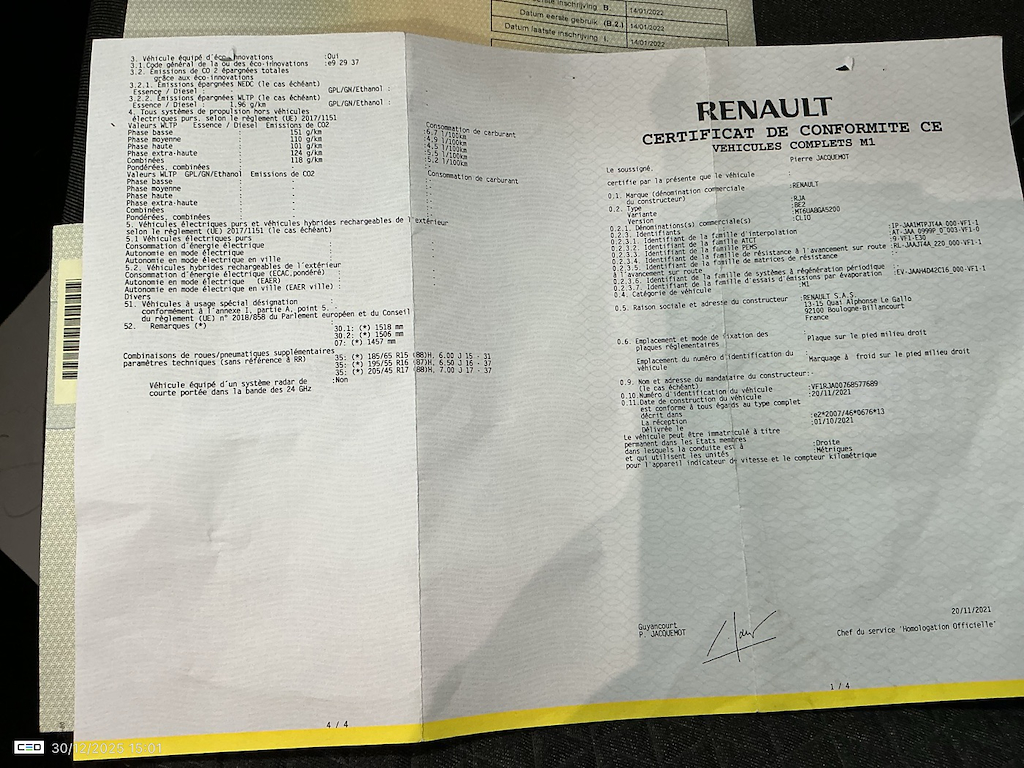 eerste inschrijving B. 14/01/2022
Datum eerste gebruik (B.2.) 14/01/2022
Datum laatste inschrijving I. 14/01/2022
3. Véhicule équipé d'éco-innovations :Oui
3.1.Code général de la ou des éco-innovations :e9 29 37
3.2. Emissions de CO 2 épargnées totales
grâce aux éco-innovations
3.2.1. Emissions épargnées NEDC (le cas échéant)
Essence / Diesel : GPL/GN/Ethanol :
3.2.2. Emissions épargnées WLTP (le cas échéant)
Essence / Diesel : 1,96 g/km GPL/GN/Ethanol :
4. Tous systèmes de propulsion hors véhicules
électriques purs, selon le règlement (UE) 2017/1151
Valeurs WLTP Essence / Diesel Emissions de CO2 Consommation de carburant
Phase basse 151 g/km :6.7 l/100km
Phase moyenne 110 g/km :4.9 l/100km
Phase haute 101 g/km :4.5 l/100km
Phase extra-haute 124 g/km :5.5 l/100km
Combinées 118 g/km :5.2 l/100km
Pondérées, combinées
Valeurs WLTP GPL/GN/Ethanol Emissions de CO2 Consommation de carburant
Phase basse
Phase moyenne
Phase haute
Phase extra-haute
Combinées
Pondérées, combinées
5. Véhicules électriques purs et véhicules hybrides rechargeables de l'extérieur
selon le règlement (UE) 2017/1151 (le cas échéant)
5.1 Véhicules électriques purs
Consommation d'énergie électrique :
Autonomie en mode électrique :
Autonomie en mode électrique en ville :
5.2. Véhicules hybrides rechargeables de l'extérieur
Consommation d'énergie électrique (ECAC,pondéré) :
Autonomie en mode électrique (EAER) :
Autonomie en mode électrique en ville (EAER ville) :
Divers
51. Véhicules à usage spécial désignation
conformément à l'annexe I, partie A, point 5. :
du règlement (UE) n° 2018/858 du Parlement européen et du Conseil
52. Remarques (*) 30.1: (*) 1518 mm
30.2: (*) 1506 mm
07: (*) 1457 mm
Combinaisons de roues/pneumatiques supplémentaires
paramètres techniques (sans référence à RR) 35: (*) 185/65 R15 (88)H, 6.00 J 15 - 31
35: (*) 195/55 R16 (87)H, 6.50 J 16 - 37
35: (*) 205/45 R17 (88)H, 7.00 J 17 - 37
Véhicule équipé d'un système radar de :Non
courte portée dans la bande des 24 GHz
4 / 4
RENAULT
CERTIFICAT DE CONFORMITE CE
VEHICULES COMPLETS M1
Le soussigné, Pierre JACQUEMOT
certifie par la présente que le véhicule :
0.1. Marque (dénomination commerciale
du constructeur) :RENAULT
0.2. Type :RJA
Variante :BE2
Version :MT6UABGA5200
0.2.1. Dénominations(s) commerciale(s) :CLIO
0.2.3. Identifiants
0.2.3.1. Identifiant de la famille d'interpolation
0.2.3.2. Identifiant de la famille ATCT
0.2.3.3. Identifiant de la famille PEMS
0.2.3.4. Identifiant de la famille de résistance à l'avancement sur route
0.2.3.5. Identifiant de la famille de matrices de résistance
à l'avancement sur route
0.2.3.6. Identifiant de la famille de systèmes à régénération périodique :
0.2.3.7. Identifiant de la famille d'essais d'émissions par évaporation
0.4. Catégorie de véhicule :M1
0.5. Raison sociale et adresse du constructeur :RENAULT S.A.S.
13-15 Quai Alphonse Le Gallo
92100 Boulogne-Billancourt
France
0.6. Emplacement et mode de fixation des
plaques réglementaires :Plaque sur le pied milieu droit
Emplacement du numéro d'identification du
véhicule :Marquage à froid sur le pied milieu droit
0.9. Nom et adresse du mandataire du constructeur:-
(le cas échéant)
0.10.Numéro d'identification du véhicule :VF1RJA00768577689
0.11.Date de construction du véhicule :20/11/2021
est conforme à tous égards au type complet
décrit dans
La réception :e2*2007/46*0676*13
Délivrée le :01/10/2021
Le véhicule peut être immatriculé à titre
permanent dans les Etats membres
dans lesquels la conduite est à :Droite
et qui utilisent les unités :Métriques
pour l'appareil indicateur de vitesse et le compteur kilométrique
20/11/2021
Guyancourt
P. JACQUEMOT Chef du service 'Homologation Officielle'
1 / 4
30/12/2025 15:01